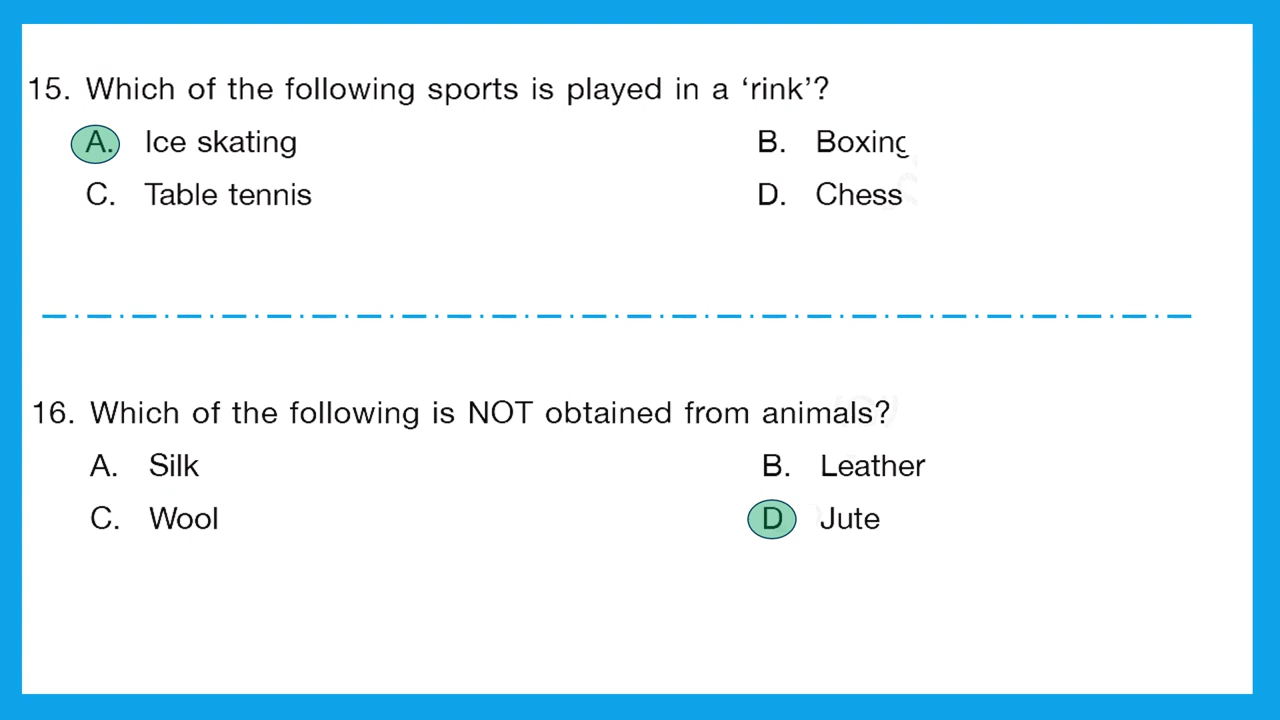 15. Which of the following sports is played in a ‘rink’?
A. Ice skating B. Boxing
C. Table tennis D. Chess
16. Which of the following is NOT obtained from animals?
A. Silk B. Leather
C. Wool D Jute